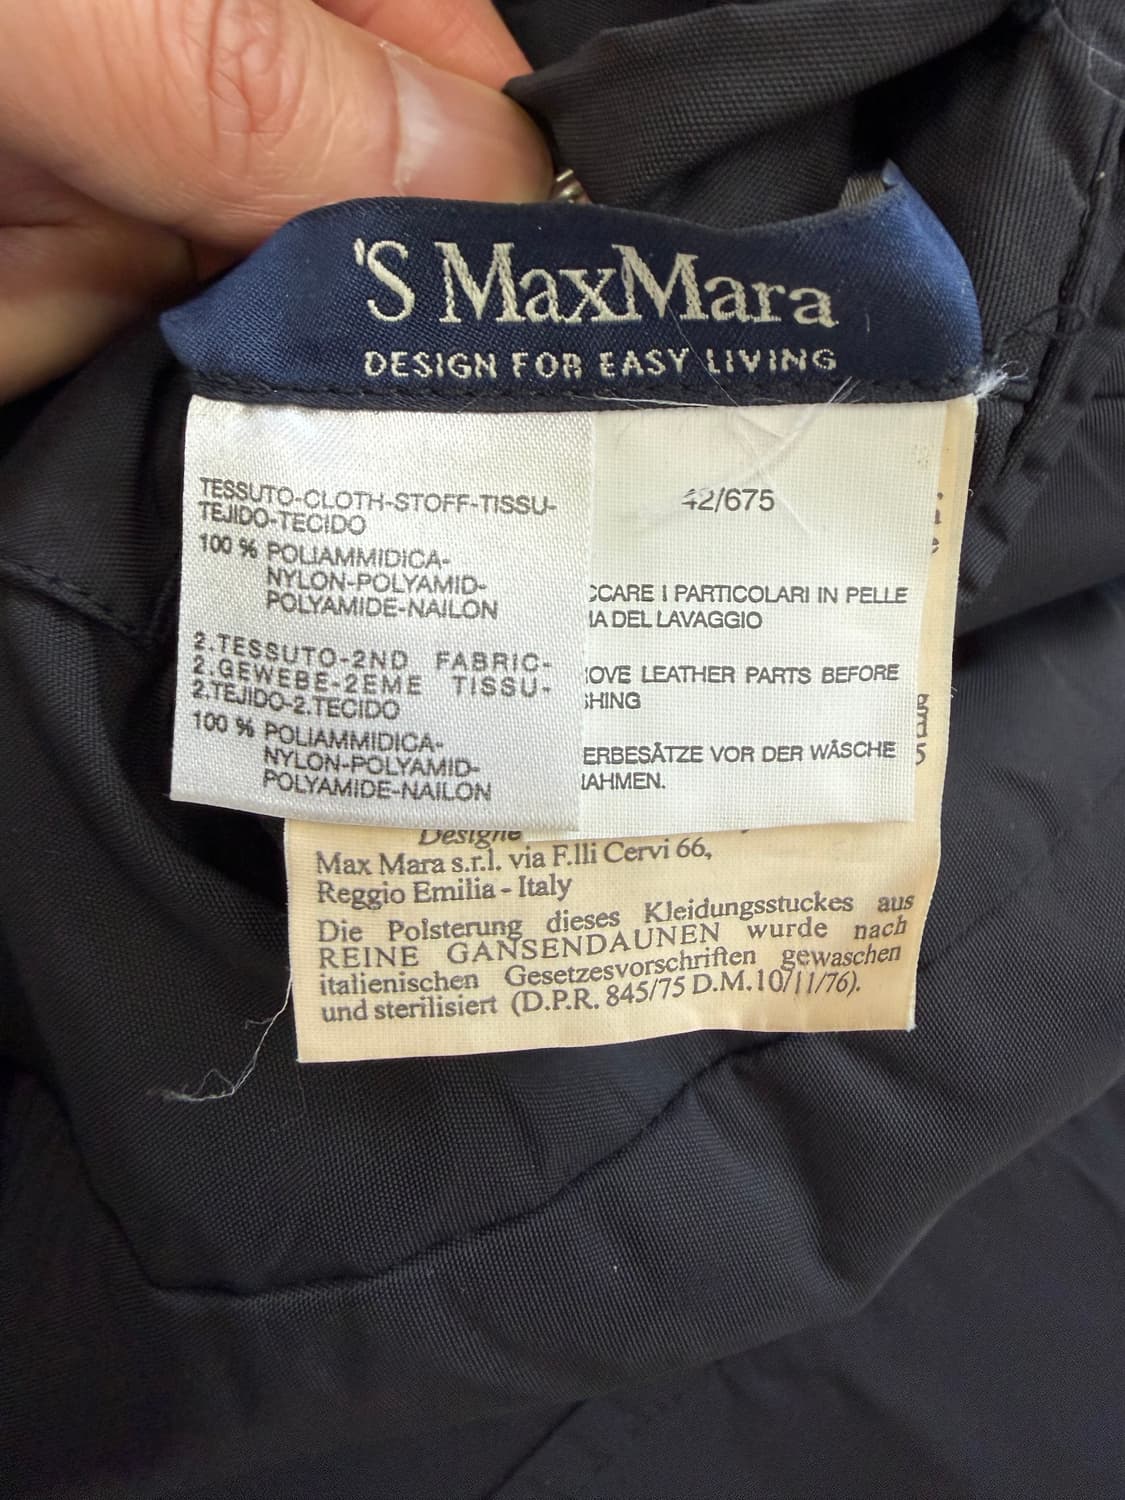 'S MaxMara
DESIGN FOR EASY LIVING
TESSUTO-CLOTH-STOFF-TISSU-
TEJIDO-TECIDO
100 % POLIAMMIDICA-
NYLON-POLYAMID-
POLYAMIDE-NAILON
2.TESSUTO-2ND FABRIC-
2.GEWEBE-2EME TISSU-
2.TEJIDO-2.TECIDO
100 % POLIAMMIDICA-
NYLON-POLYAMID-
POLYAMIDE-NAILON
42/675
CCARE I PARTICOLARI IN PELLE
IA DEL LAVAGGIO
OVE LEATHER PARTS BEFORE
SHING
ERBESÄTZE VOR DER WÄSCHE
NAHMEN.
Designe
Max Mara s.r.l. via F.lli Cervi 66,
Reggio Emilia - Italy
Die Polsterung dieses Kleidungsstuckes aus
REINE GANSENDAUNEN wurde nach
italienischen Gesetzesvorschriften gewaschen
und sterilisiert (D.P.R. 845/75 D.M.10/11/76).